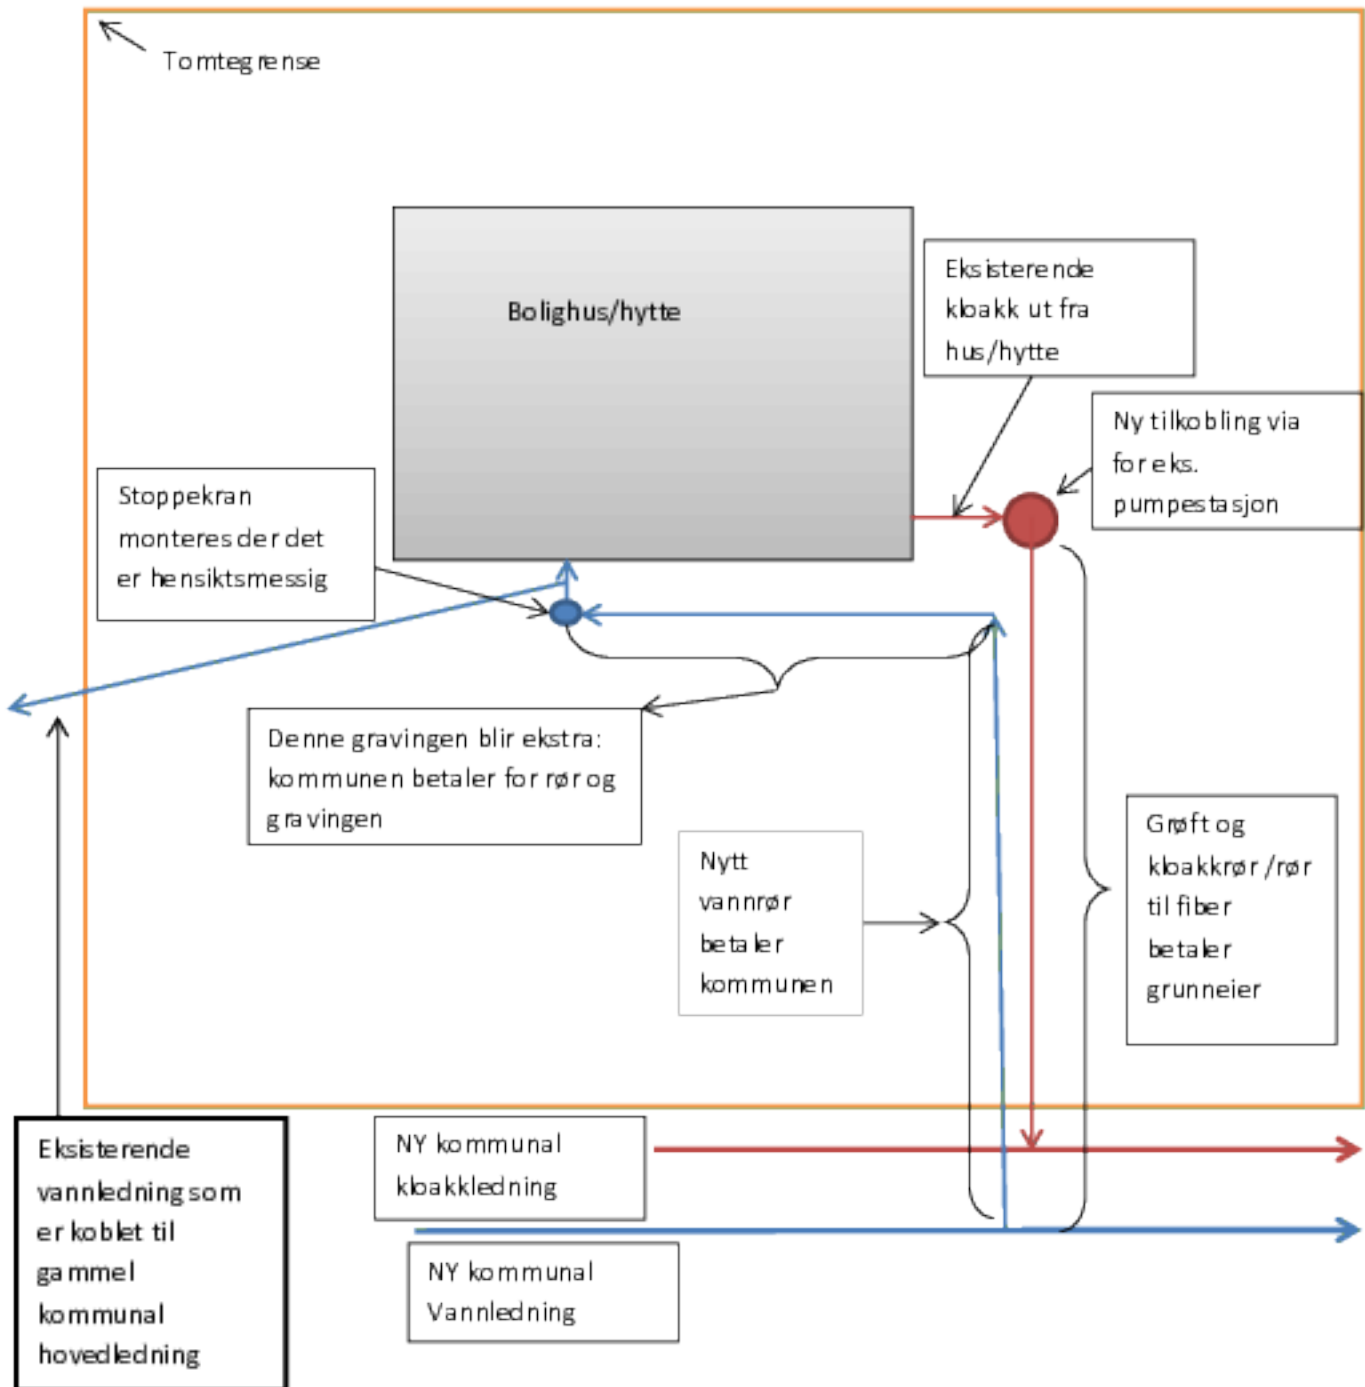 Tomtegrense
Bolighus/hytte
Eksisterende
kloakk ut fra
hus/hytte
Ny tilkobling via
for eks.
pumpestasjon
Stoppekran
monteres der det
er hensiktsmessig
Denne gravingen blir ekstra:
kommunen betaler for rør og
gravingen
Nytt
vannrør
betaler
kommunen
Grøft og
kloakkrør /rør
til fiber
betaler
grunneier
Eksisterende
vannledning som
er koblet til
gammel
kommunal
hovedledning
NY kommunal
kloakkledning
NY kommunal
Vannledning